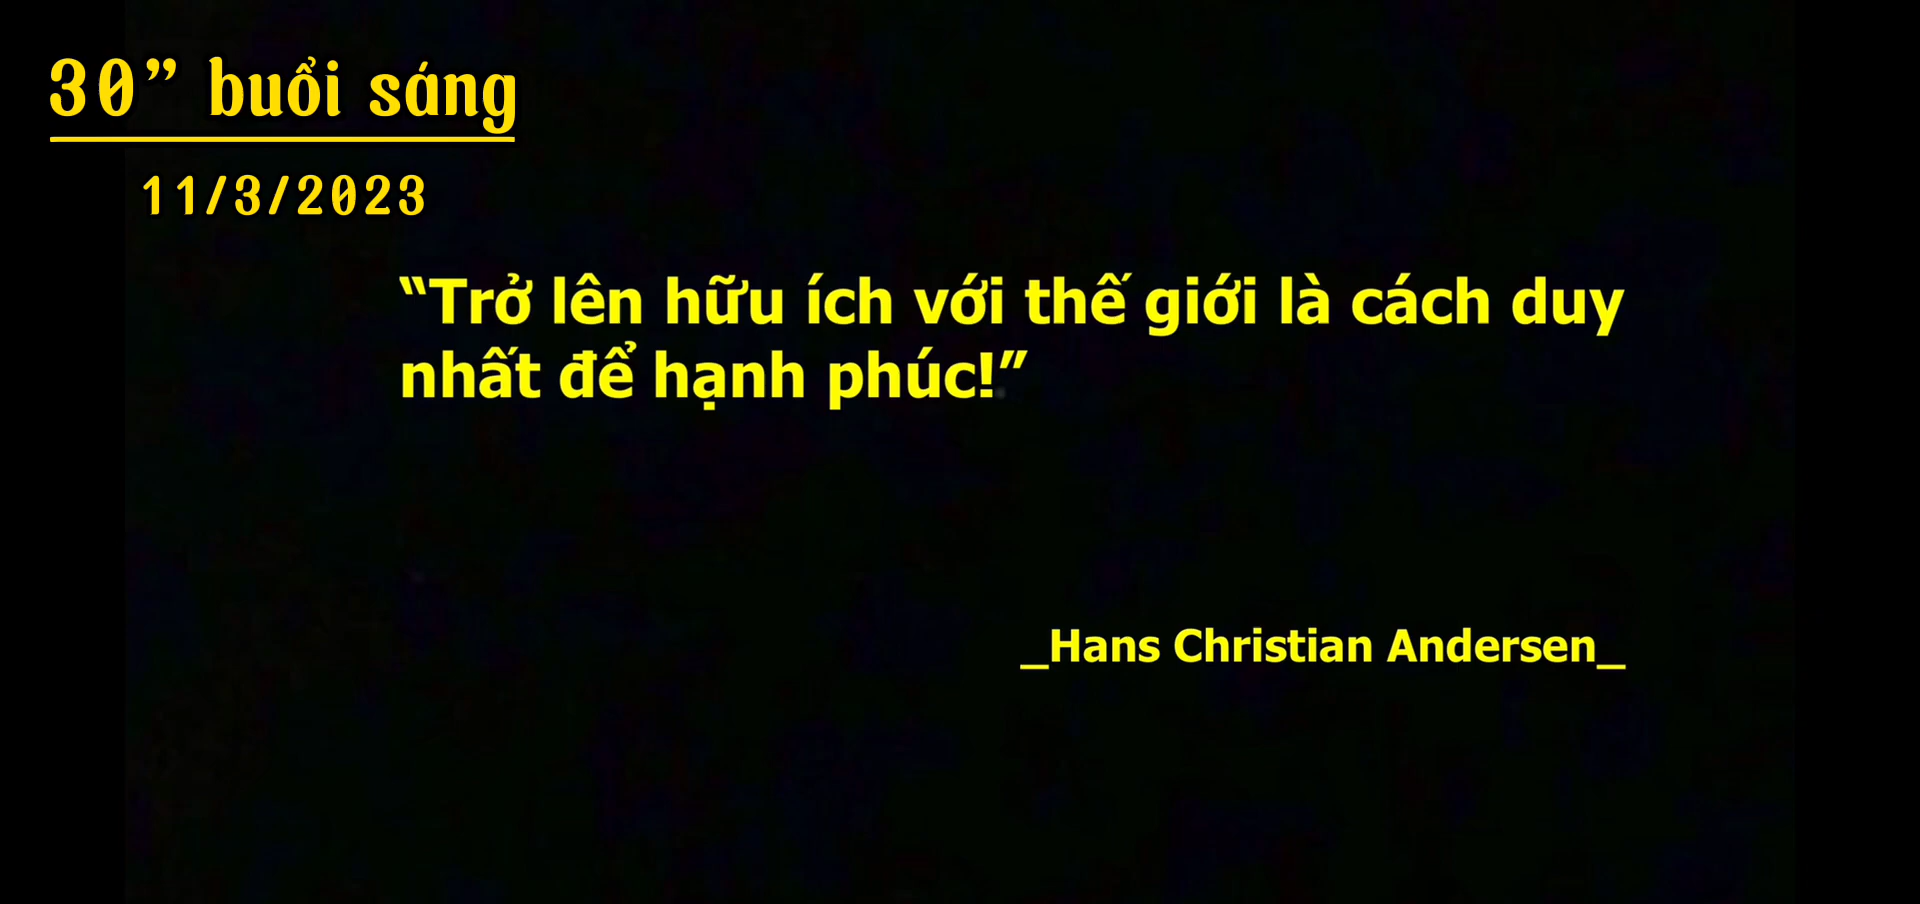 30” buổi sáng
11/3/2023
“Trở lên hữu ích với thế giới là cách duy
nhất để hạnh phúc!”
_Hans Christian Andersen_